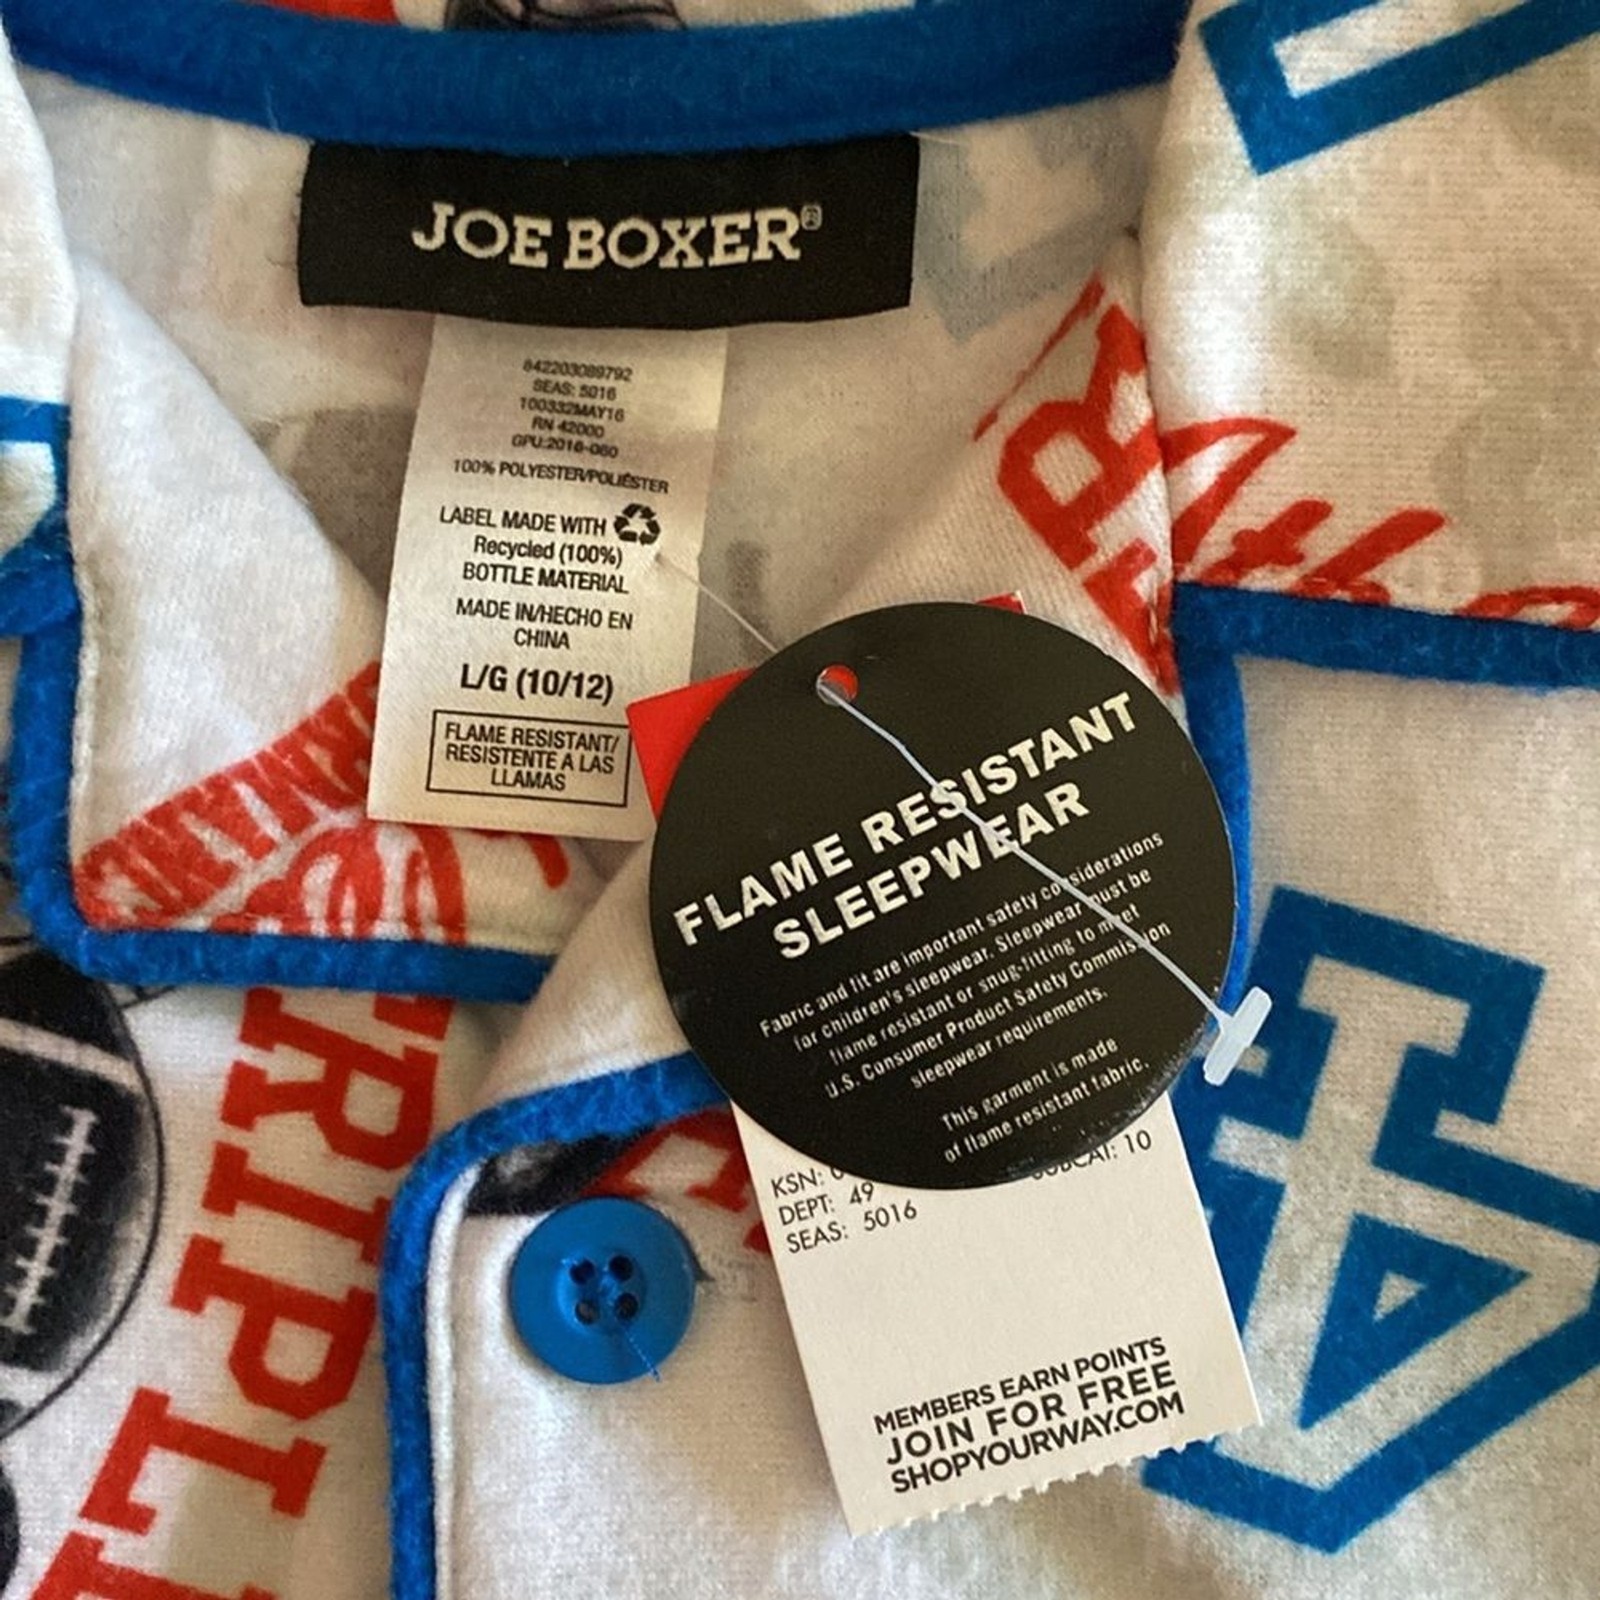 JOE BOXER®
842203089792
SEAS: 5016
100332MAY16
RN 42000
GPU:2016-060
100% POLYESTER/POLIÉSTER
LABEL MADE WITH
Recycled (100%)
BOTTLE MATERIAL
MADE IN/HECHO EN
CHINA
L/G (10/12)
FLAME RESISTANT/
RESISTENTE A LAS
LLAMAS
FLAME RESISTANT
SLEEPWEAR
Fabric and fit are important safety considerations
for children's sleepwear. Sleepwear must be
flame resistant or snug-fitting to meet
U.S. Consumer Product Safety Commission
sleepwear requirements.
This garment is made
of flame resistant fabric.
KSN: 0
SUBCAT: 10
DEPT: 49
SEAS: 5016
MEMBERS EARN POINTS
JOIN FOR FREE
SHOPYOURWAY.COM